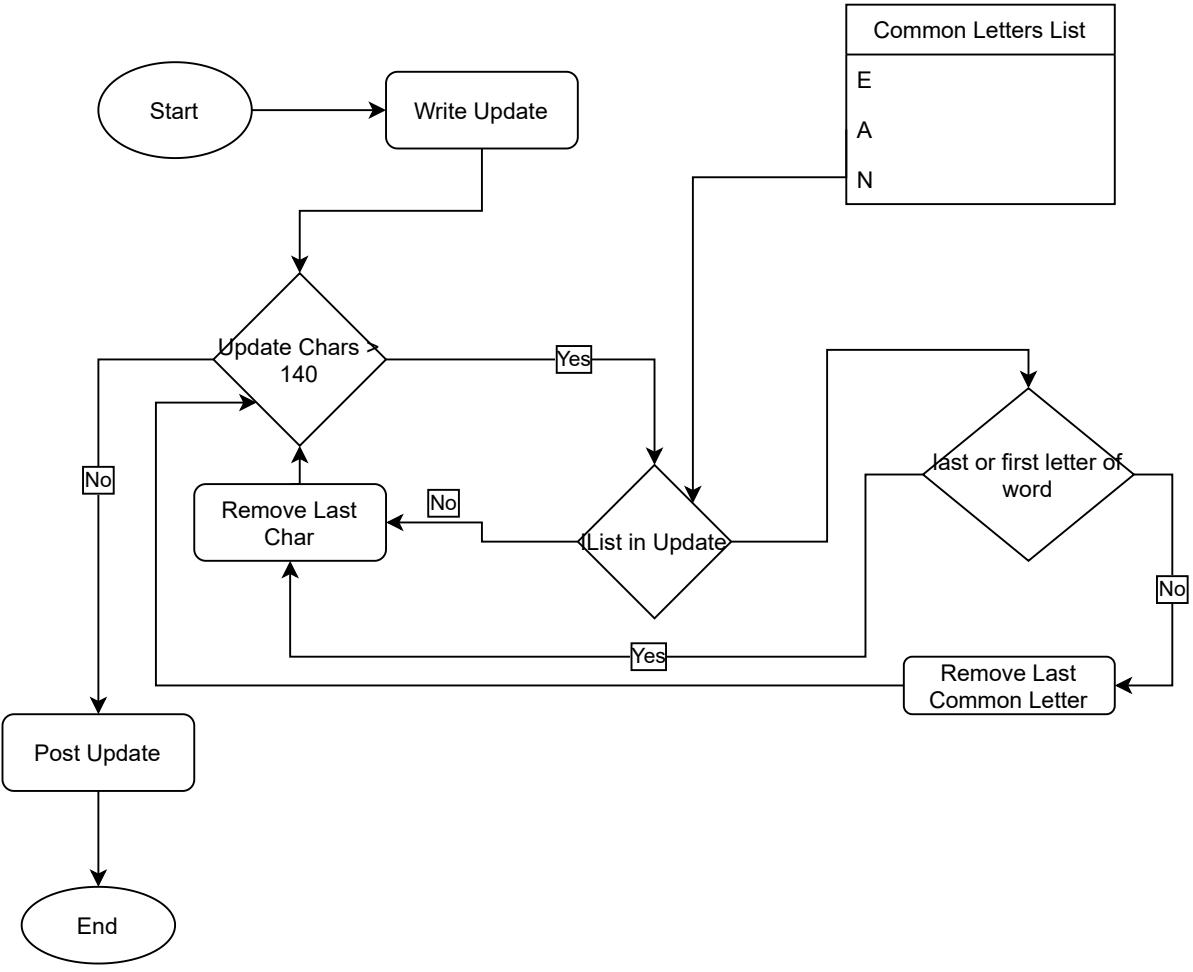 Common Letters List
E
A
N
Start
Write Update
Update Chars >
140
Yes
No
last or first letter of
word
No
Remove Last
Char
lList in Update
No
Yes
Remove Last
Common Letter
Post Update
End